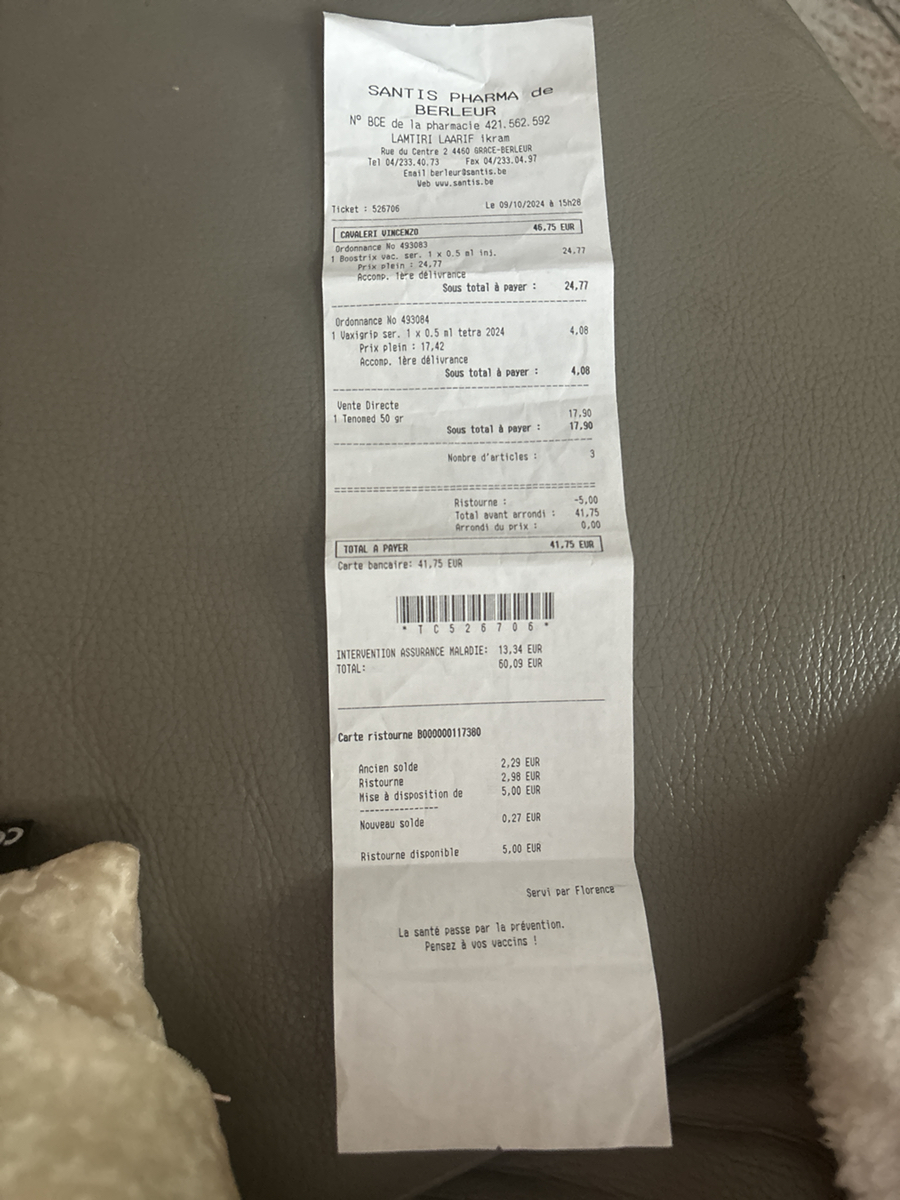 SANTIS PHARMA de
BERLEUR
N° BCE de la pharmacie 421.562.592
LAMTIRI LAARIF ikram
Rue du Centre 2 4460 GRACE-BERLEUR
Tel 04/233.40.73 Fax 04/233.04.97
Email berleur@santis.be
Web www.santis.be
Ticket : 526706 Le 09/10/2024 à 15h26
CAVALERI VINCENZO 46,75 EUR
Ordonnance No 493083
1 Boostrix vac. ser. 1 x 0.5 ml inj. 24,77
Prix plein : 24,77
Accomp. 1ère délivrance
Sous total à payer : 24,77
Ordonnance No 493084
1 Vaxigrip ser. 1 x 0.5 ml tetra 2024 4,08
Prix plein : 17,42
Accomp. 1ère délivrance
Sous total à payer : 4,08
Vente Directe
1 Tenomed 50 gr 17,90
Sous total à payer : 17,90
Nombre d'articles : 3
Ristourne : -5,00
Total avant arrondi : 41,75
Arrondi du prix : 0,00
TOTAL A PAYER 41,75 EUR
Carte bancaire: 41,75 EUR
* T C 5 2 6 7 0 6 *
INTERVENTION ASSURANCE MALADIE: 13,34 EUR
TOTAL: 60,09 EUR
Carte ristourne B000000117380
Ancien solde 2,29 EUR
Ristourne 2,98 EUR
Mise à disposition de 5,00 EUR
Nouveau solde 0,27 EUR
Ristourne disponible 5,00 EUR
Servi par Florence
La santé passe par la prévention.
Pensez à vos vaccins !